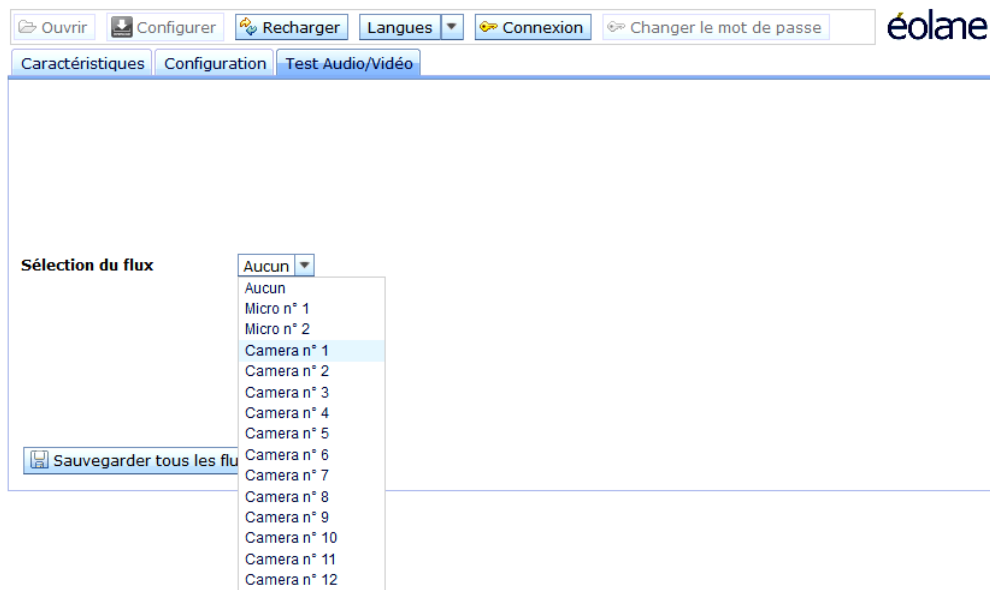 Ouvrir Configurer Recharger Langues Connexion Changer le mot de passe éolane
Caractéristiques Configuration Test Audio/Vidéo
Sélection du flux Aucun
Aucun
Micro n° 1
Micro n° 2
Camera n° 1
Camera n° 2
Camera n° 3
Camera n° 4
Camera n° 5
Camera n° 6
Camera n° 7
Camera n° 8
Camera n° 9
Camera n° 10
Camera n° 11
Camera n° 12
Sauvegarder tous les flu